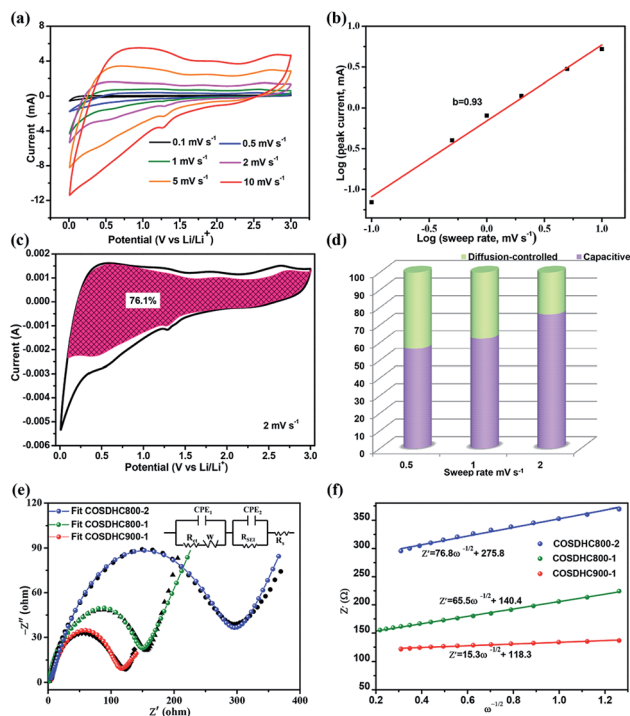 (a)
8
4
0
-4
-8
-12
Current (mA)
0.1 mV s⁻¹ 0.5 mV s⁻¹
1 mV s⁻¹ 2 mV s⁻¹
5 mV s⁻¹ 10 mV s⁻¹
0.0 0.5 1.0 1.5 2.0 2.5 3.0
Potential (V vs Li/Li⁺)
(b)
1.0
0.5
0.0
-0.5
-1.0
Log (peak current, mA)
b=0.93
-1.0 -0.5 0.0 0.5 1.0
Log (sweep rate, mV s⁻¹)
(c)
0.002
0.001
0.000
-0.001
-0.002
-0.003
-0.004
-0.005
-0.006
Current (A)
76.1%
2 mV s⁻¹
0.0 0.5 1.0 1.5 2.0 2.5 3.0
Potential (V vs Li/Li⁺)
(d)
Diffusion-controlled Capacitive
100
90
80
70
60
50
40
30
20
10
0
0.5 1 2
Sweep rate mV s⁻¹
(e)
Fit COSDHC800-2
Fit COSDHC800-1
Fit COSDHC900-1
CPE₁ CPE₂
W R_SEI R_s
120
90
60
30
0
-Z″ (ohm)
0 100 200 300 400
Z′ (ohm)
(f)
350
300
250
200
150
100
Z′ (Ω)
COSDHC800-2
COSDHC800-1
COSDHC900-1
Z′=76.8ω⁻¹/²+275.8
Z′=65.5ω⁻¹/²+140.4
Z′=15.3ω⁻¹/²+118.3
0.2 0.4 0.6 0.8 1.0 1.2
ω⁻¹/²